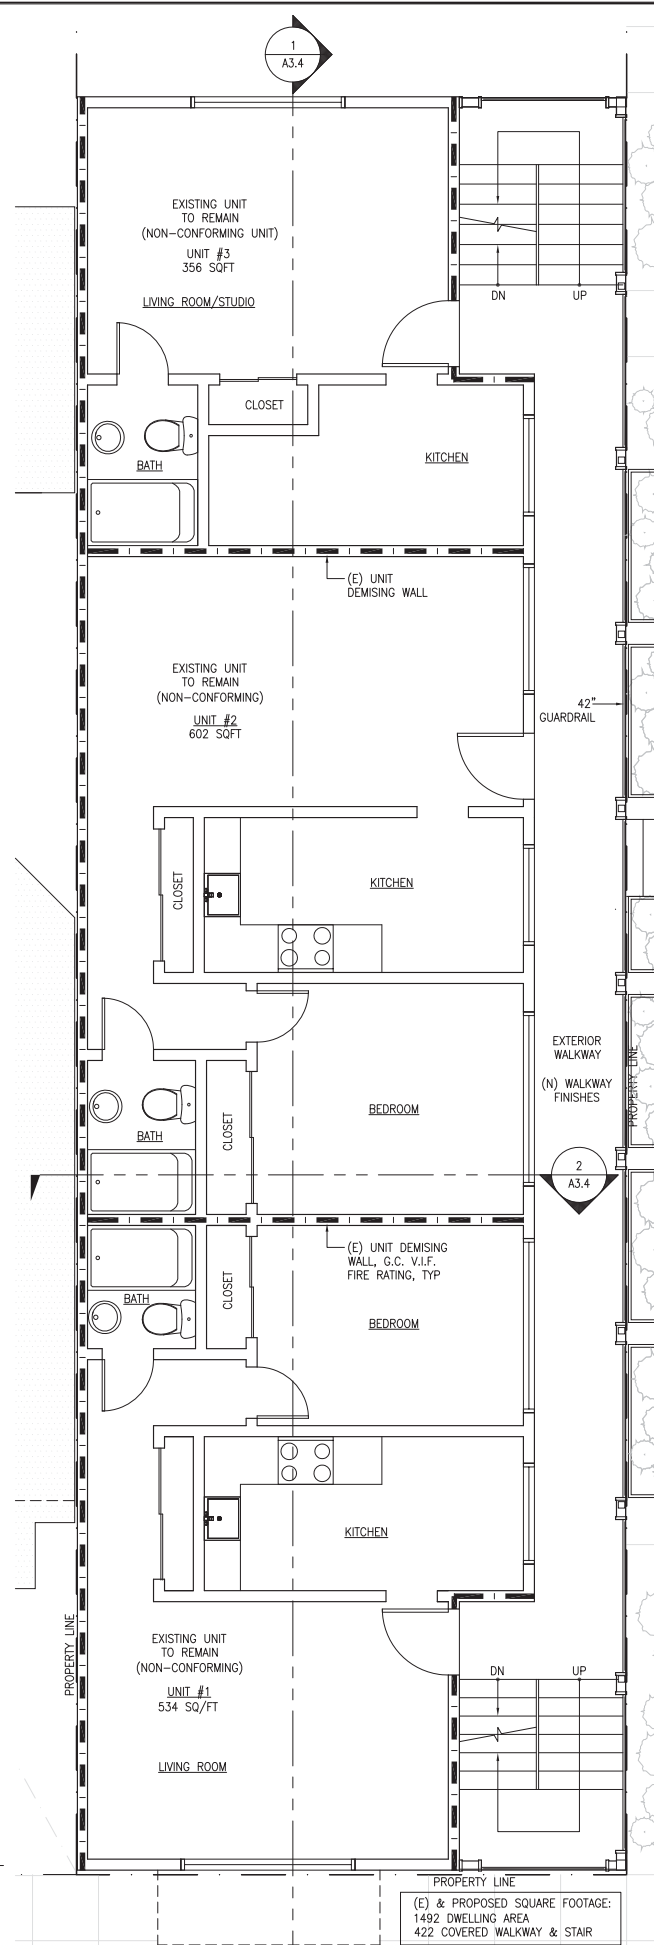 1
A3.4
EXISTING UNIT
TO REMAIN
(NON-CONFORMING UNIT)
UNIT #3
356 SQFT
LIVING ROOM/STUDIO
DN
UP
CLOSET
BATH
KITCHEN
(E) UNIT
DEMISING WALL
EXISTING UNIT
TO REMAIN
(NON-CONFORMING)
UNIT #2
602 SQFT
42"
GUARDRAIL
CLOSET
KITCHEN
EXTERIOR
WALKWAY
(N) WALKWAY
FINISHES
PROPERTY LINE
BEDROOM
CLOSET
BATH
2
A3.4
(E) UNIT DEMISING
WALL, G.C. V.I.F.
FIRE RATING, TYP
CLOSET
BATH
BEDROOM
KITCHEN
PROPERTY LINE
EXISTING UNIT
TO REMAIN
(NON-CONFORMING)
UNIT #1
534 SQ/FT
DN
UP
LIVING ROOM
PROPERTY LINE
(E) & PROPOSED SQUARE FOOTAGE:
1492 DWELLING AREA
422 COVERED WALKWAY & STAIR